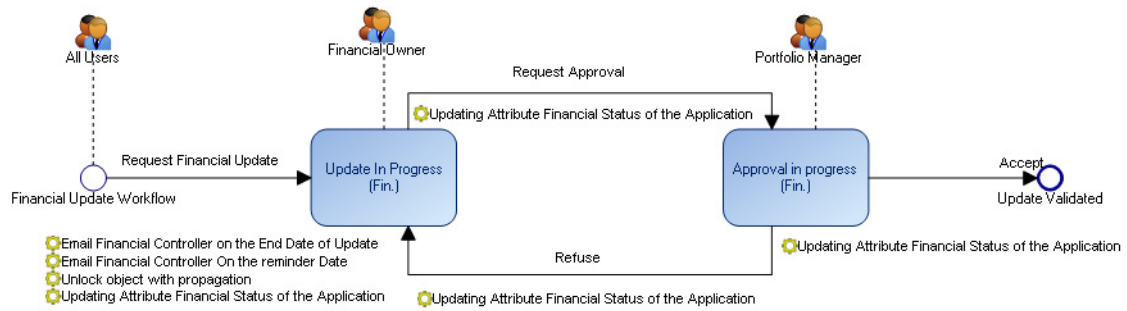 All Users
Financial Owner
Portfolio Manager
Request Approval
Updating Attribute Financial Status of the Application
Request Financial Update
Update In Progress
(Fin.)
Approval in progress
(Fin.)
Accept
Financial Update Workflow
Update Validated
Email Financial Controller on the End Date of Update
Email Financial Controller On the reminder Date
Unlock object with propagation
Updating Attribute Financial Status of the Application
Refuse
Updating Attribute Financial Status of the Application
Updating Attribute Financial Status of the Application